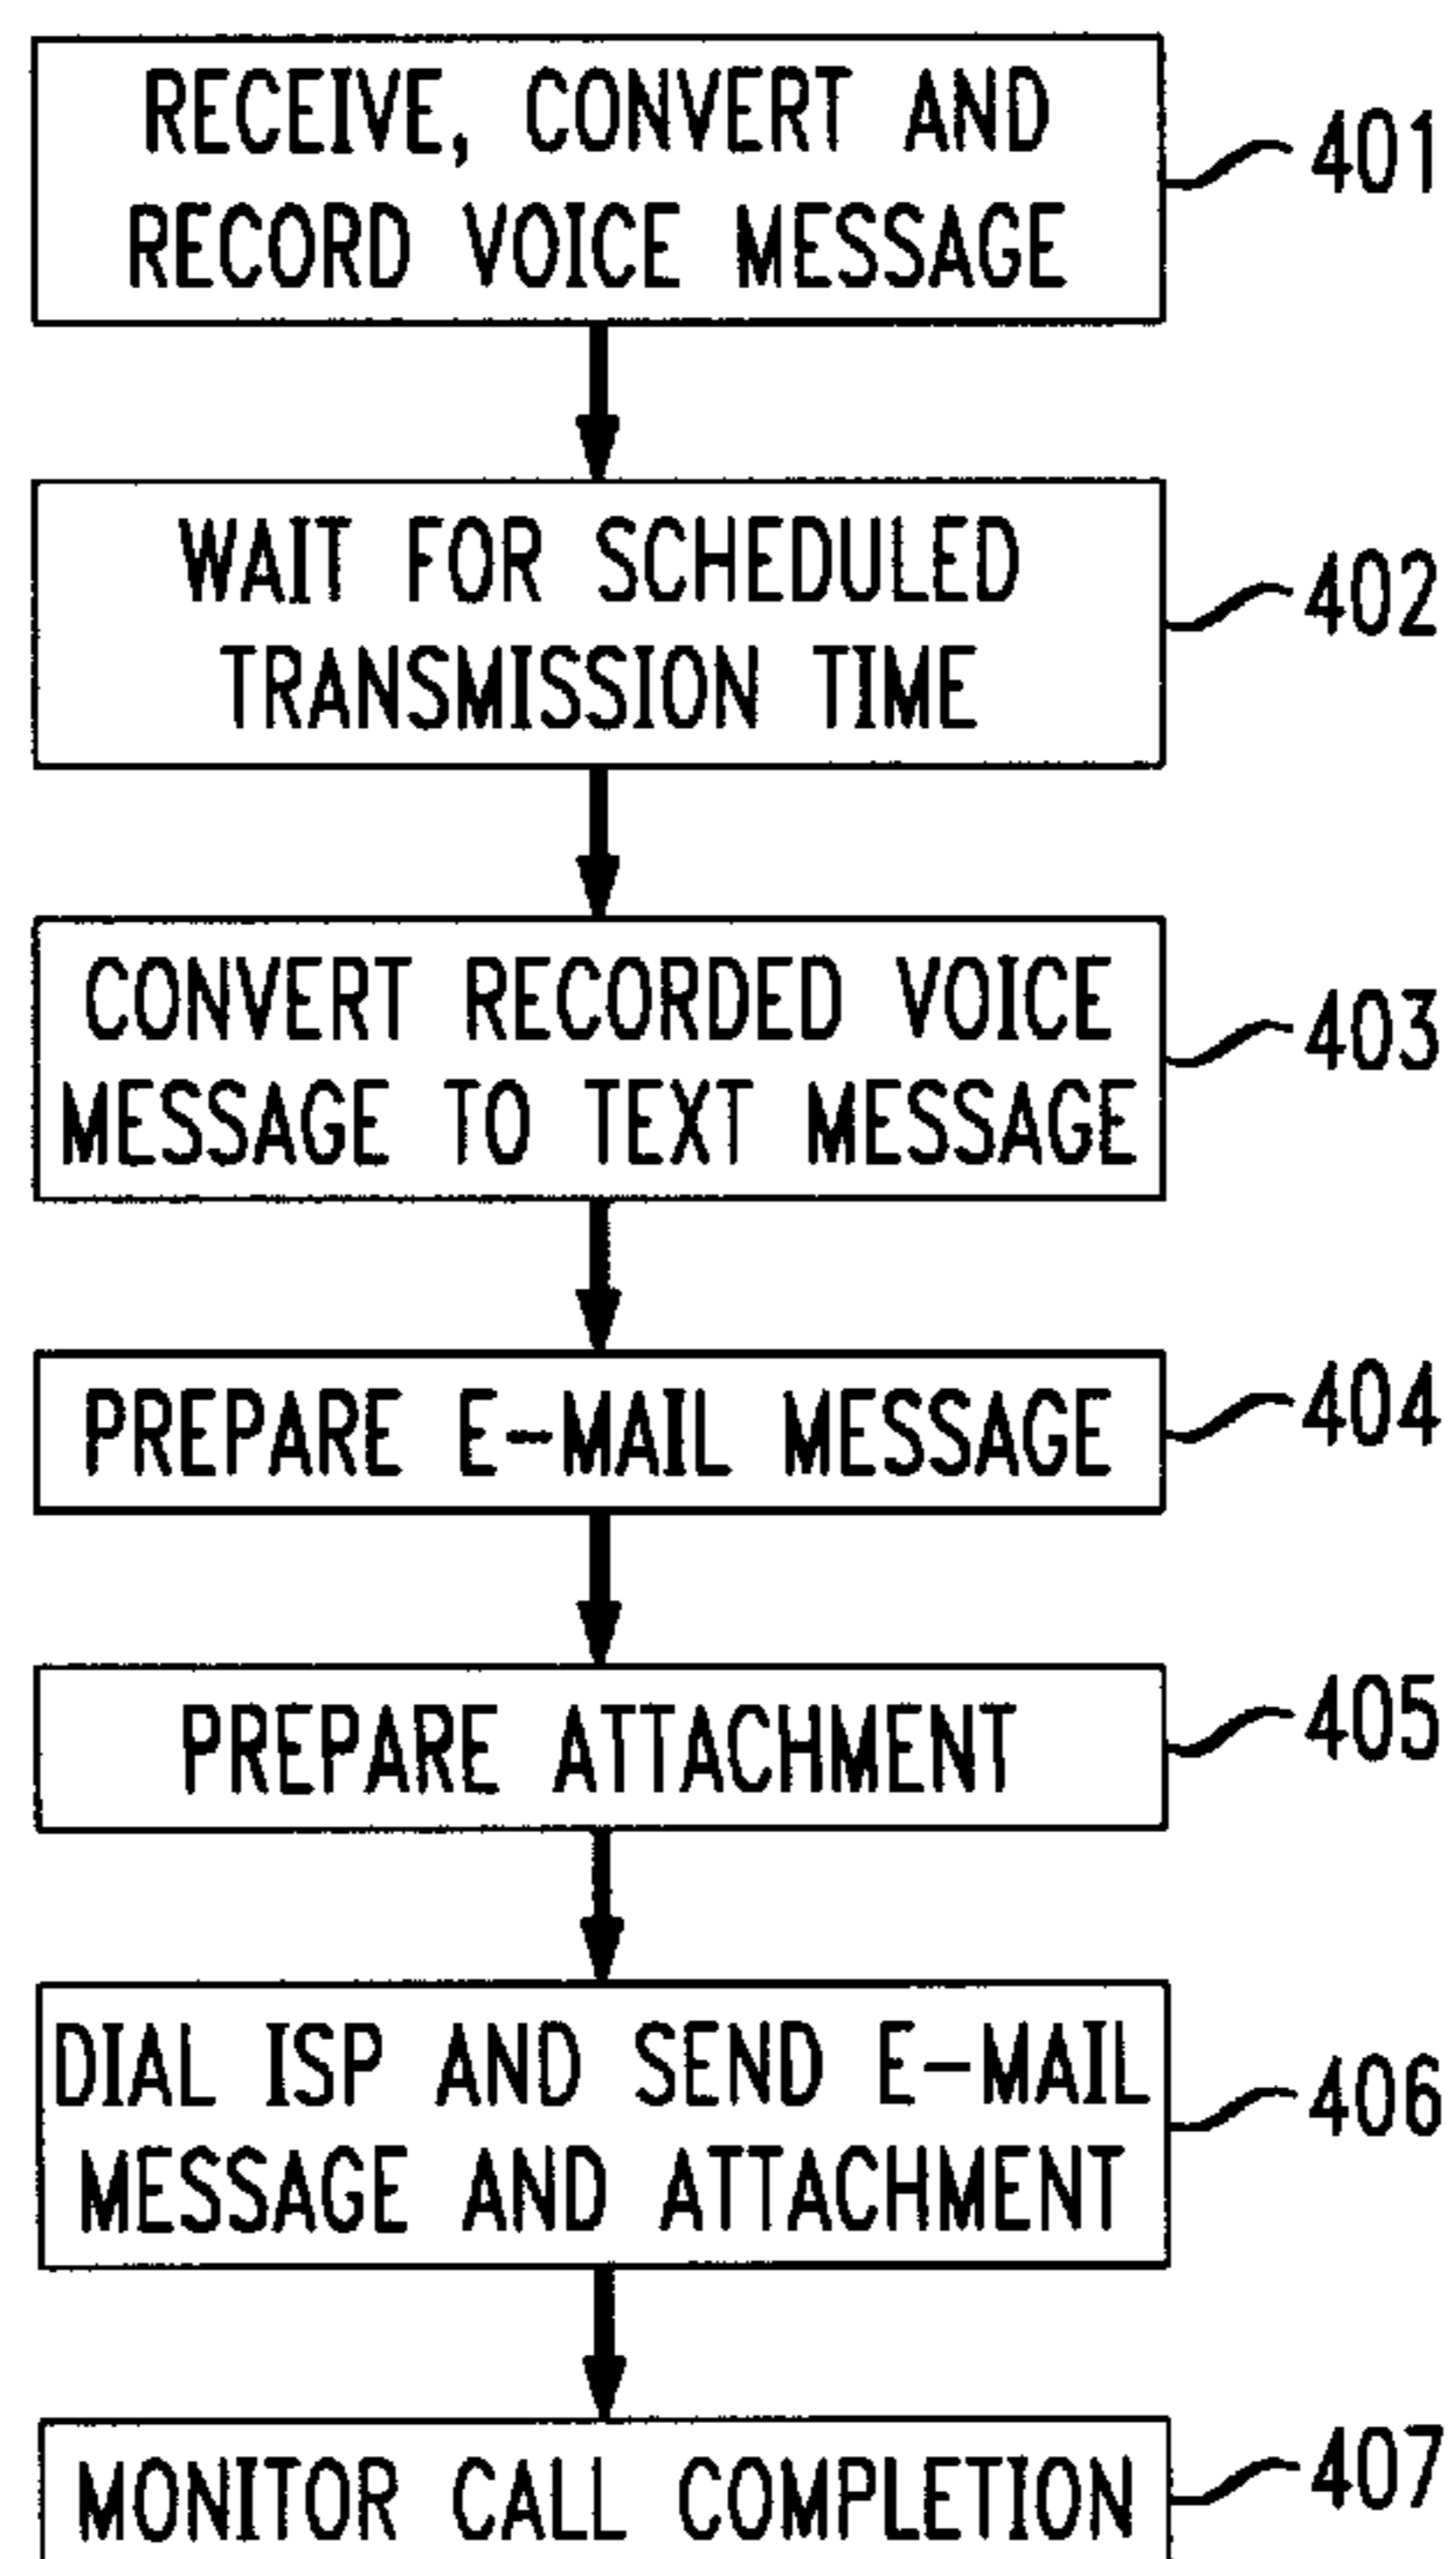 RECEIVE, CONVERT AND
RECORD VOICE MESSAGE
401
WAIT FOR SCHEDULED
TRANSMISSION TIME
402
CONVERT RECORDED VOICE
MESSAGE TO TEXT MESSAGE
403
PREPARE E-MAIL MESSAGE
404
PREPARE ATTACHMENT
405
DIAL ISP AND SEND E-MAIL
MESSAGE AND ATTACHMENT
406
MONITOR CALL COMPLETION
407